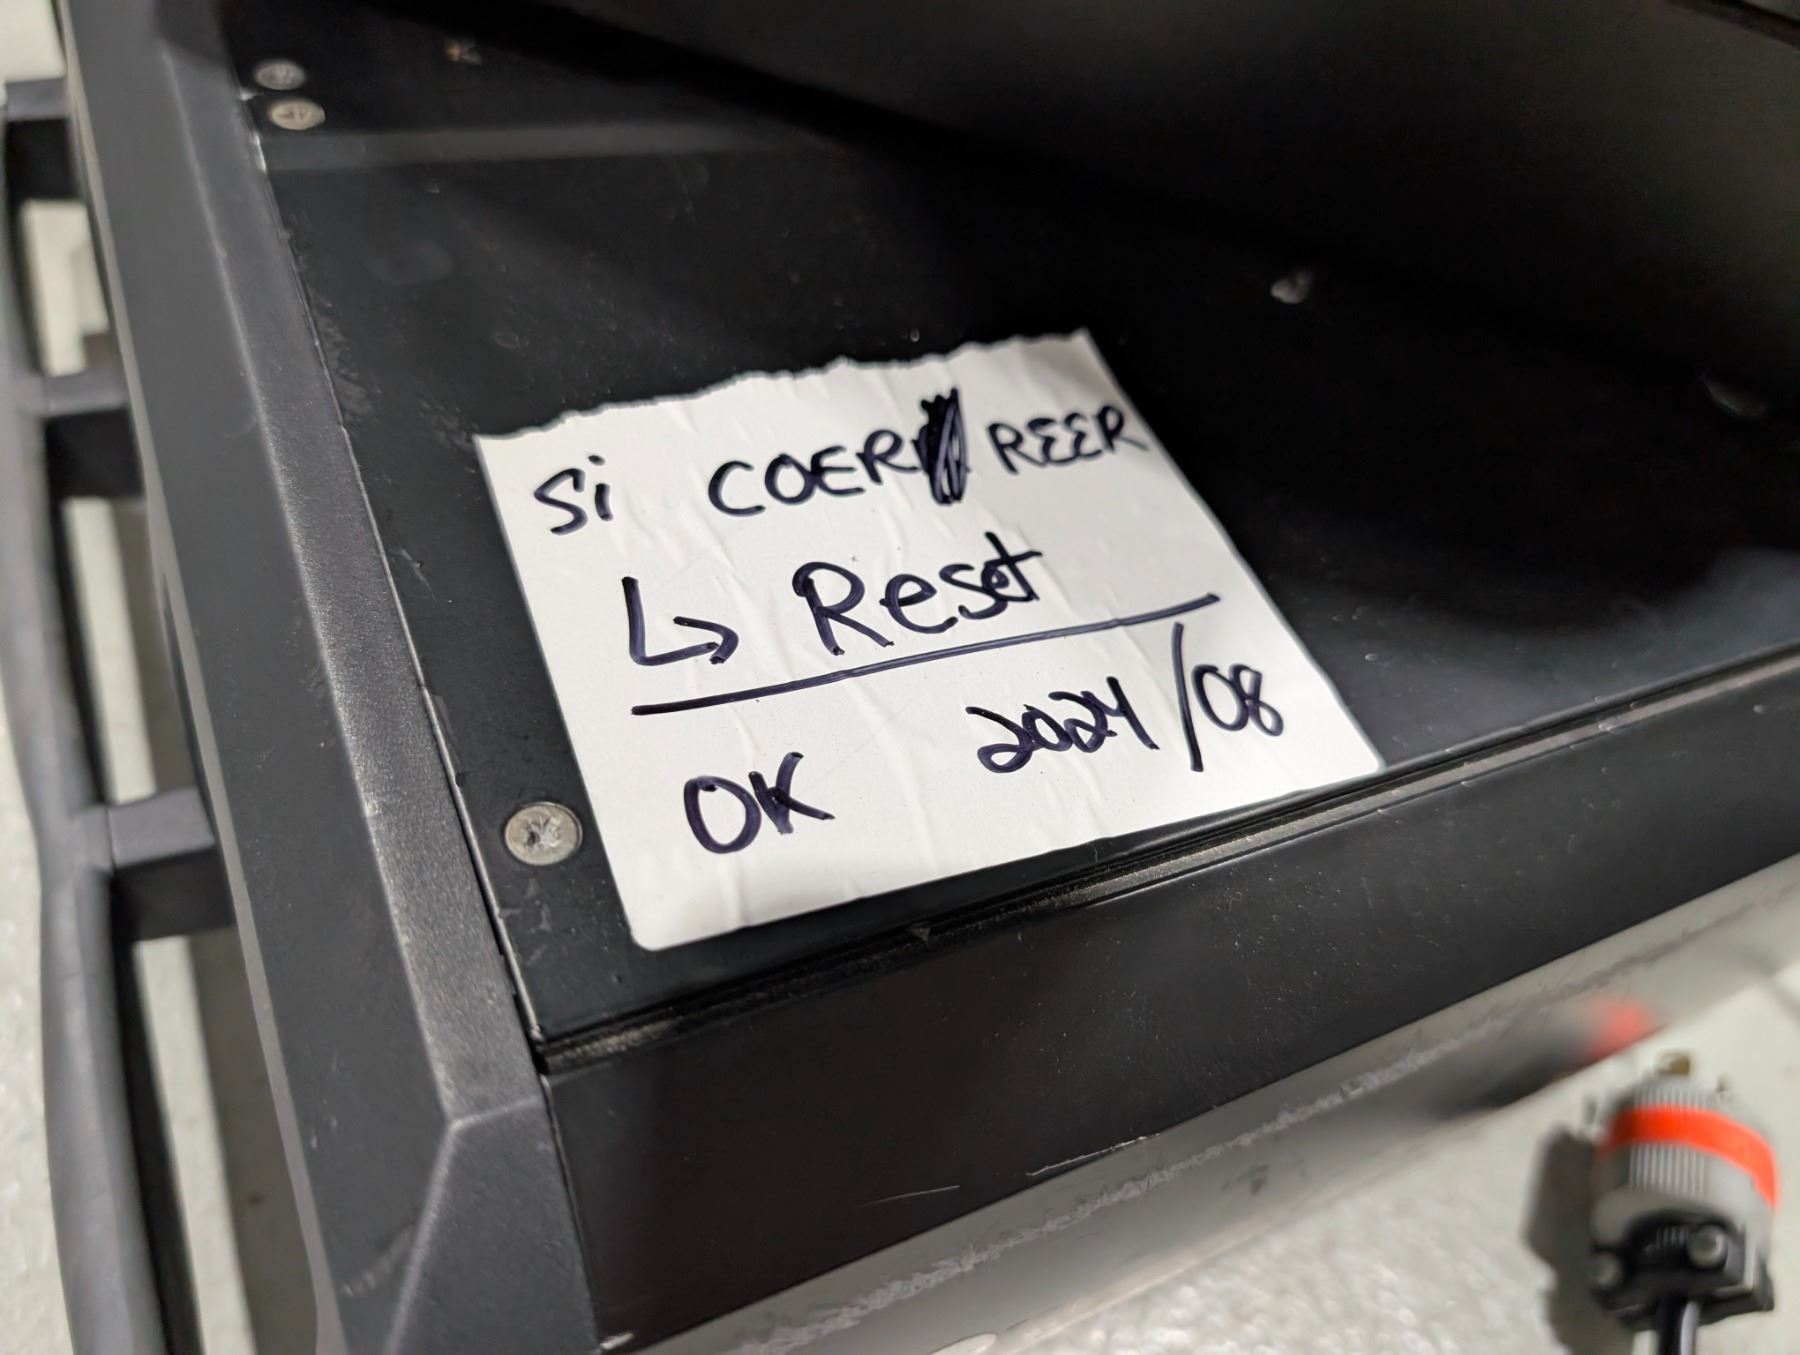 Si COER REER
↳ Reset
OK 2024/08